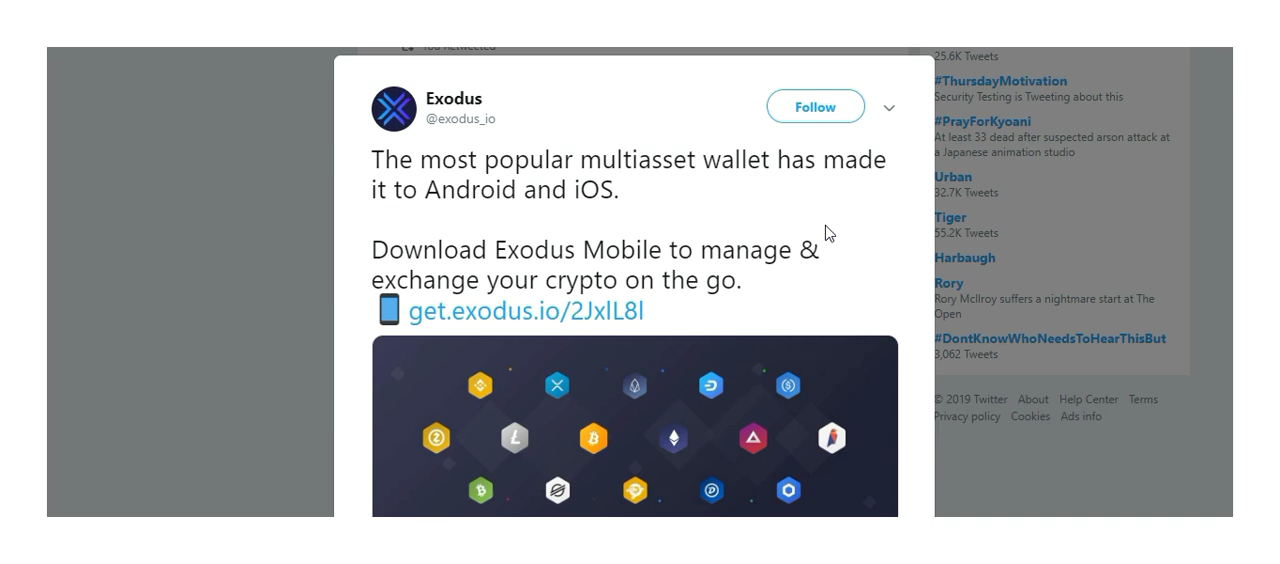 Exodus
@exodus_io
Follow
The most popular multiasset wallet has made
it to Android and iOS.
Download Exodus Mobile to manage &
exchange your crypto on the go.
get.exodus.io/2JxlL8l
25.6K Tweets
#ThursdayMotivation
Security Testing is Tweeting about this
#PrayForKyoani
At least 33 dead after suspected arson attack at
a Japanese animation studio
Urban
32.7K Tweets
Tiger
55.2K Tweets
Harbaugh
Rory
Rory McIlroy suffers a nightmare start at The
Open
#DontKnowWhoNeedsToHearThisBut
3,062 Tweets
© 2019 Twitter About Help Center Terms
Privacy policy Cookies Ads info